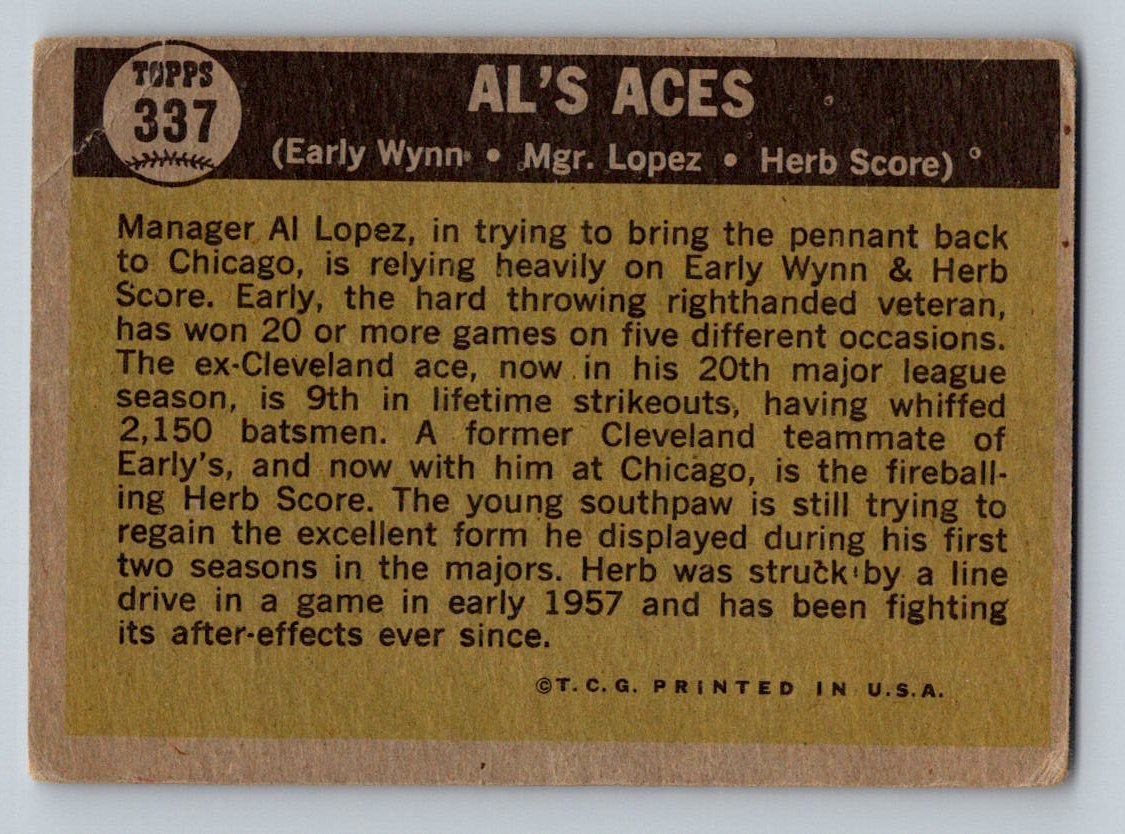 TOPPS
337
AL'S ACES
(Early Wynn • Mgr. Lopez • Herb Score)
Manager Al Lopez, in trying to bring the pennant back
to Chicago, is relying heavily on Early Wynn & Herb
Score. Early, the hard throwing righthanded veteran,
has won 20 or more games on five different occasions.
The ex-Cleveland ace, now in his 20th major league
season, is 9th in lifetime strikeouts, having whiffed
2,150 batsmen. A former Cleveland teammate of
Early's, and now with him at Chicago, is the fireball-
ing Herb Score. The young southpaw is still trying to
regain the excellent form he displayed during his first
two seasons in the majors. Herb was struck by a line
drive in a game in early 1957 and has been fighting
its after-effects ever since.
©T. C. G. PRINTED IN U.S.A.